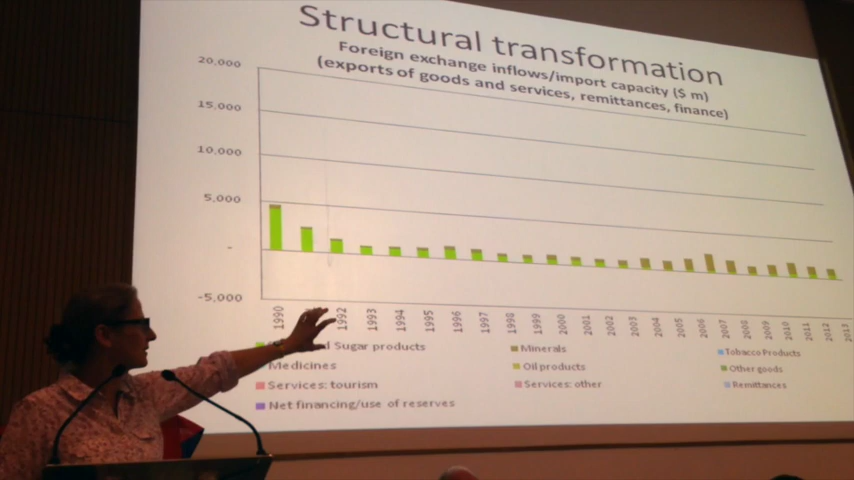 Structural transformation
Foreign exchange inflows/import capacity ($ m)
(exports of goods and services, remittances, finance)
20,000
15,000
10,000
5,000
-
-5,000
1990 1992 1993 1994 1995 1996 1997 1998 1999 2000 2001 2002 2003 2004 2005 2006 2007 2008 2009 2010 2011 2012 2013
Sugar products Minerals Tobacco Products
Medicines Oil products Other goods
Services: tourism Services: other Remittances
Net financing/use of reserves